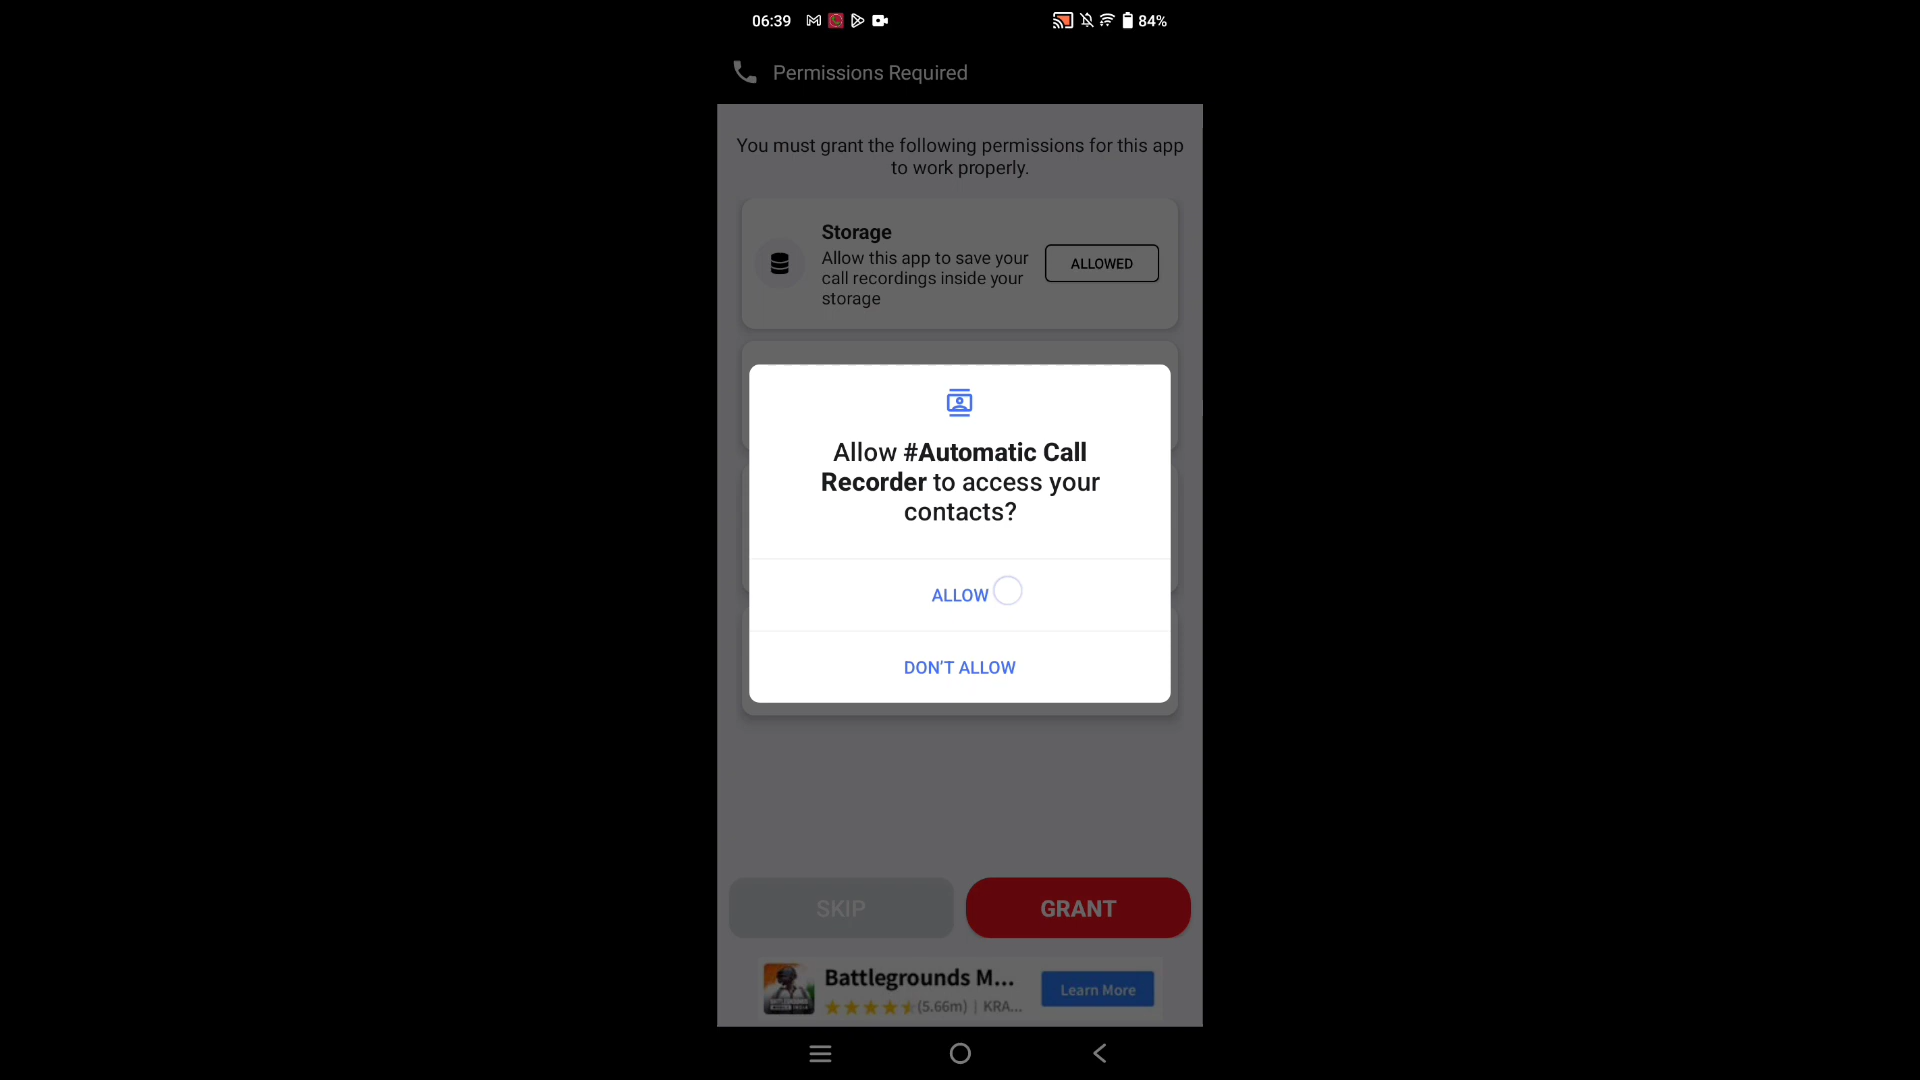 06:39
84%
Permissions Required
You must grant the following permissions for this app
to work properly.
Storage
Allow this app to save your
call recordings inside your
storage
ALLOWED
Allow #Automatic Call
Recorder to access your
contacts?
ALLOW
DON'T ALLOW
SKIP
GRANT
Battlegrounds M...
(5.66m) | KRA...
Learn More